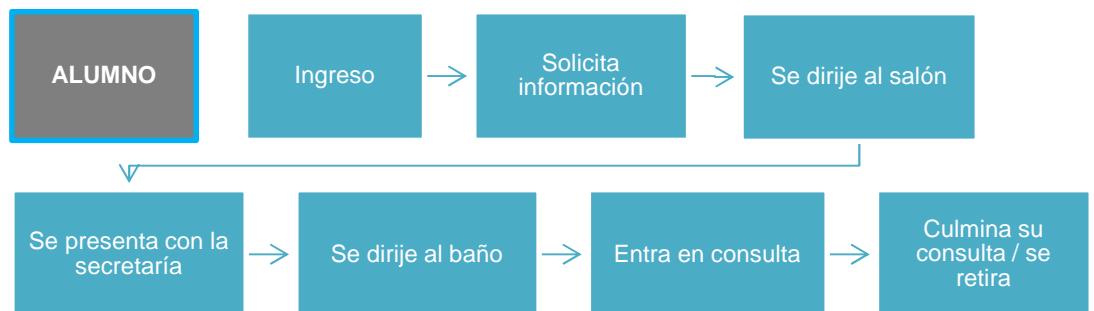 ALUMNO
Ingreso
Solicita
información
Se dirije al salón
Se presenta con la
secretaría
Se dirije al baño
Entra en consulta
Culmina su
consulta / se
retira